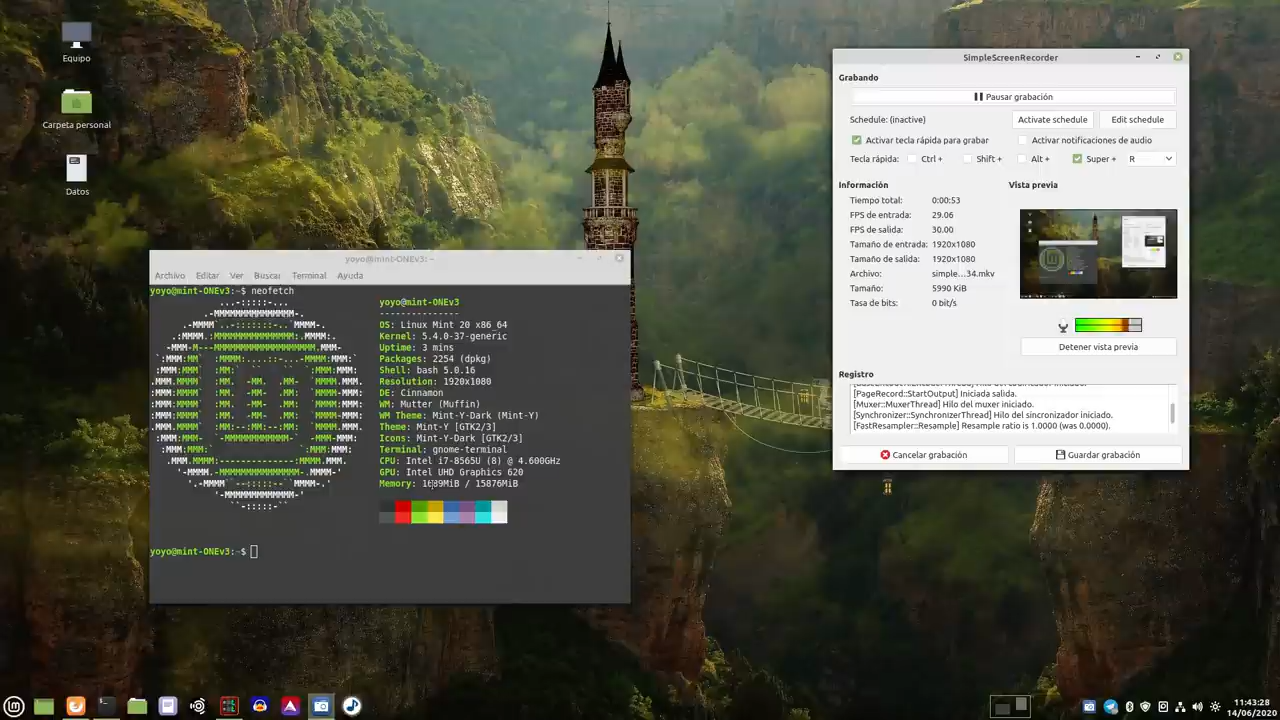 Equipo
Carpeta personal
Datos
yoyo@mint-ONEv3: ~
Archivo Editar Ver Buscar Terminal Ayuda
yoyo@mint-ONEv3:~$ neofetch
yoyo@mint-ONEv3
---------------
OS: Linux Mint 20 x86_64
Kernel: 5.4.0-37-generic
Uptime: 3 mins
Packages: 2254 (dpkg)
Shell: bash 5.0.16
Resolution: 1920x1080
DE: Cinnamon
WM: Mutter (Muffin)
WM Theme: Mint-Y-Dark (Mint-Y)
Theme: Mint-Y [GTK2/3]
Icons: Mint-Y-Dark [GTK2/3]
Terminal: gnome-terminal
CPU: Intel i7-8565U (8) @ 4.600GHz
GPU: Intel UHD Graphics 620
Memory: / 15876MiB
yoyo@mint-ONEv3:~$
SimpleScreenRecorder
Grabando
Pausar grabación
Schedule: (inactive) Activate schedule Edit schedule
Activar tecla rápida para grabar Activar notificaciones de audio
Tecla rápida: Ctrl + Shift + Alt + Super + R
Información
Tiempo total: 0:00:53
FPS de entrada: 29.06
FPS de salida: 30.00
Tamaño de entrada: 1920x1080
Tamaño de salida: 1920x1080
Archivo: simple...34.mkv
Tamaño: 5990 KiB
Tasa de bits: 0 bit/s
Vista previa
Detener vista previa
Registro
[PageRecord::StartOutput] Iniciada salida.
[Muxer::MuxerThread] Hilo del muxer iniciado.
[Synchronizer::SynchronizerThread] Hilo del sincronizador iniciado.
[FastResampler::Resample] Resample ratio is 1.0000 (was 0.0000).
Cancelar grabación Guardar grabación
11:43:28
14/06/2020